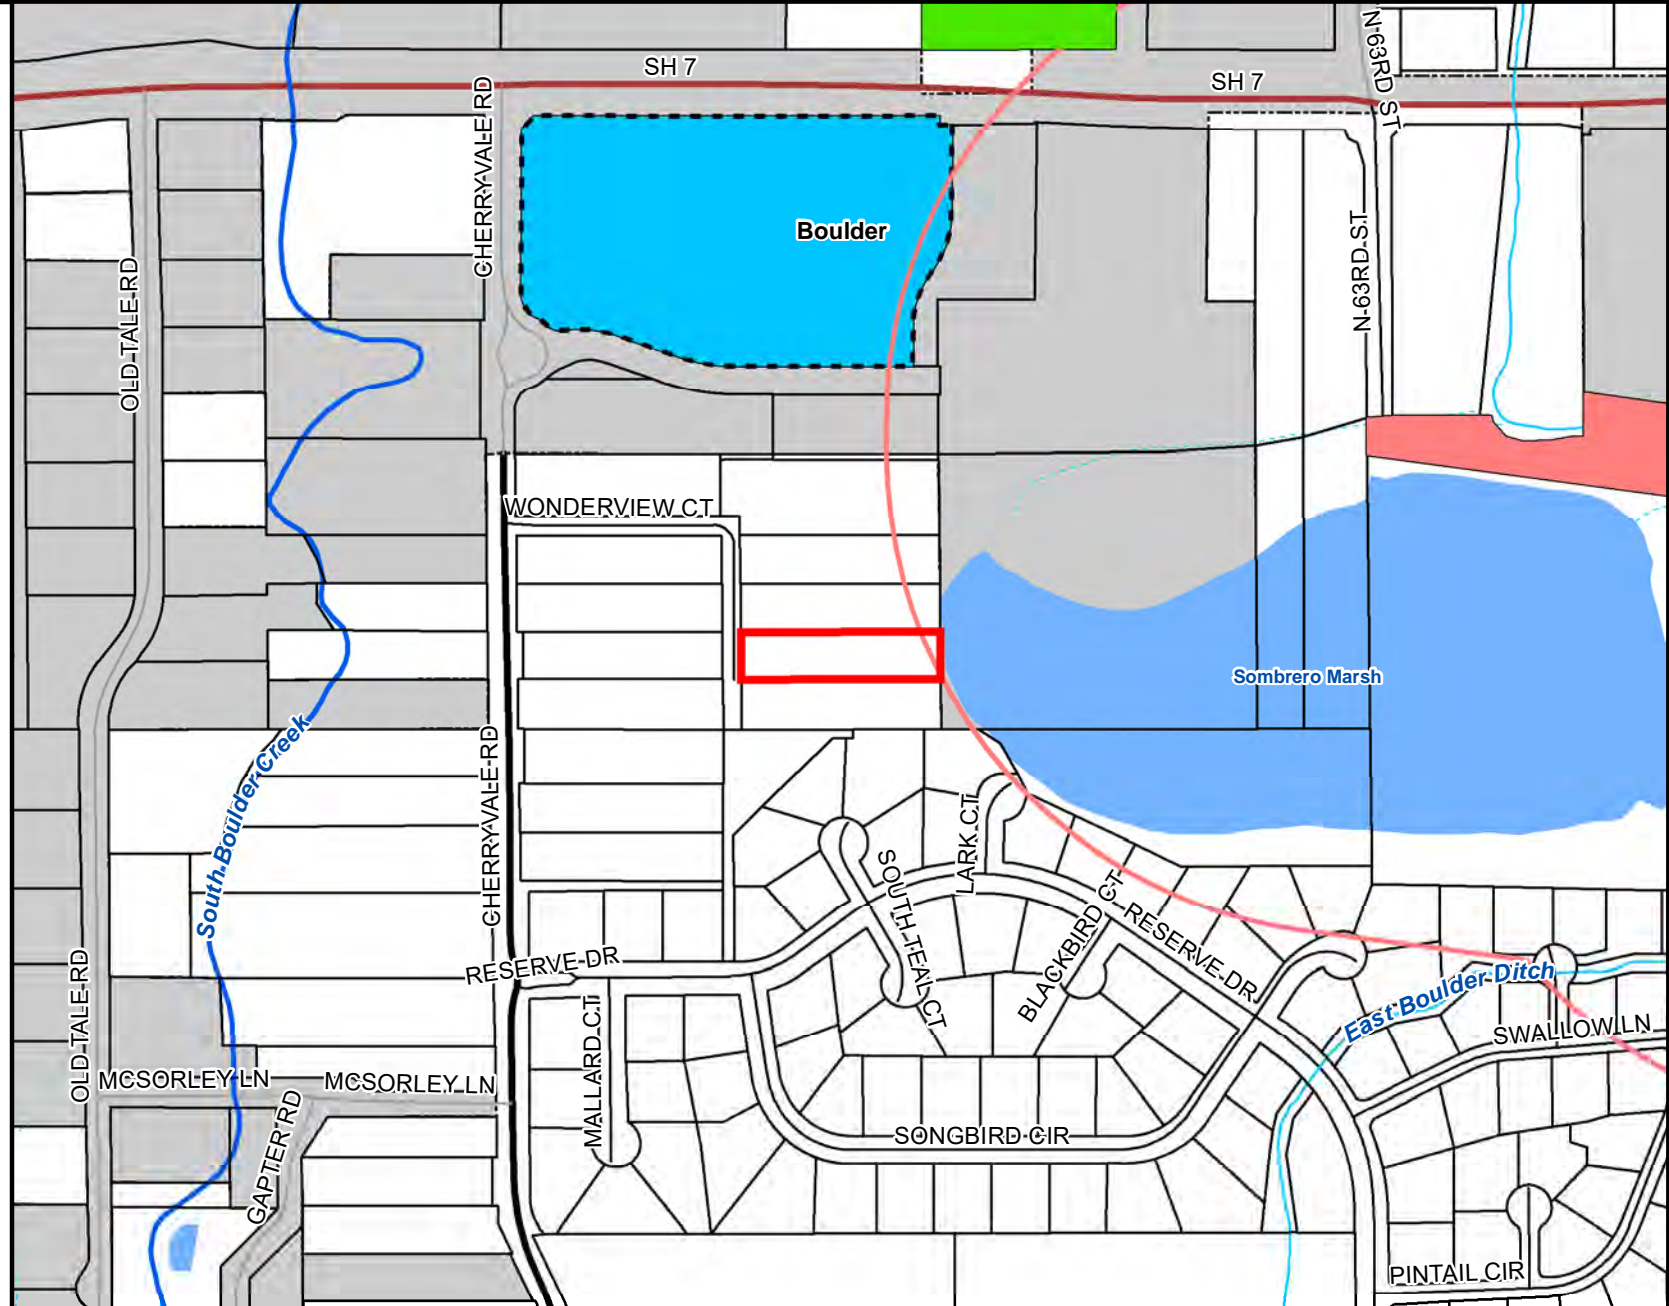 SH 7
SH 7
N 63RD ST
CHERRYVALE RD
Boulder
N 63RD ST
OLD TALE RD
WONDERVIEW CT
Sombrero Marsh
South Boulder Creek
CHERRYVALE RD
LARK CT
SOUTH TEAL CT
BLACKBIRD CT
RESERVE DR
RESERVE DR
East Boulder Ditch
OLD TALE RD
MALLARD CT
SWALLOW LN
MCSORLEY LN
MCSORLEY LN
GAPTER RD
SONGBIRD CIR
PINTAIL CIR